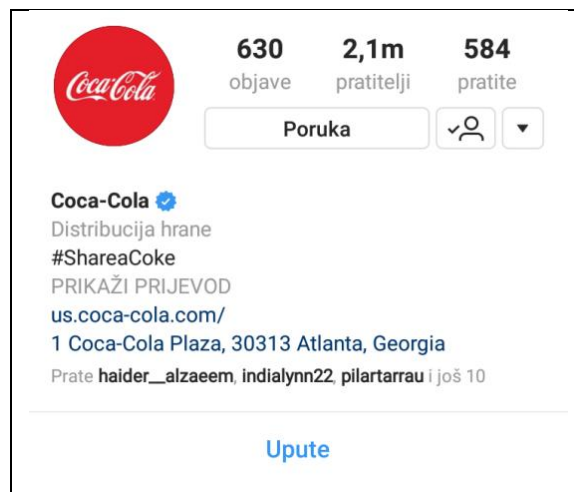 Coca-Cola
630 2,1m 584
objave pratitelji pratite
Poruka
Coca-Cola
Distribucija hrane
#ShareaCoke
PRIKAŽI PRIJEVOD
us.coca-cola.com/
1 Coca-Cola Plaza, 30313 Atlanta, Georgia
Prate haider__alzaeem, indialynn22, pilartarrau i još 10
Upute